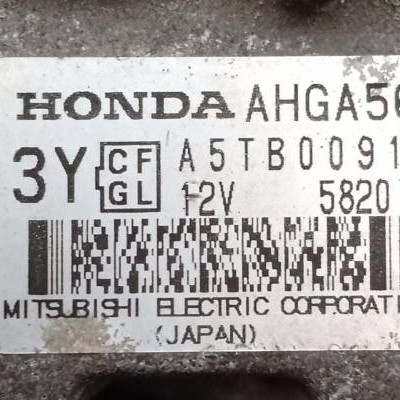 HONDA AHGA56
3Y CF GL A5TB0091
12V 5820
MITSUBISHI ELECTRIC CORPORATI
(JAPAN)